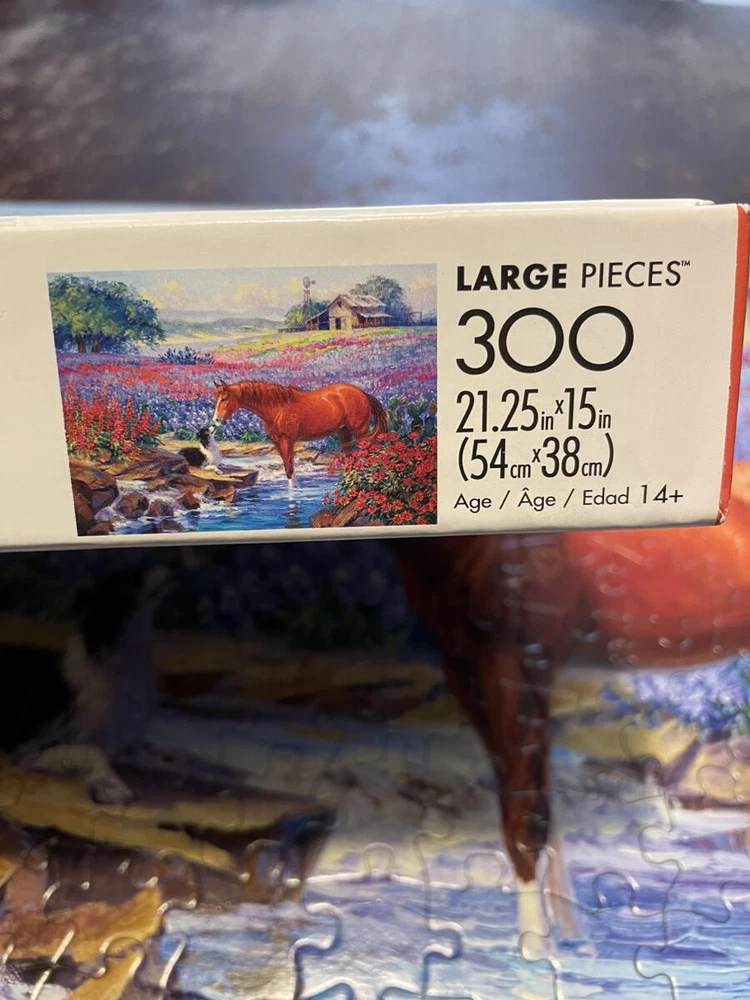 LARGE PIECES™
300
21.25in x 15in
(54cm x 38cm)
Age / Âge / Edad 14+